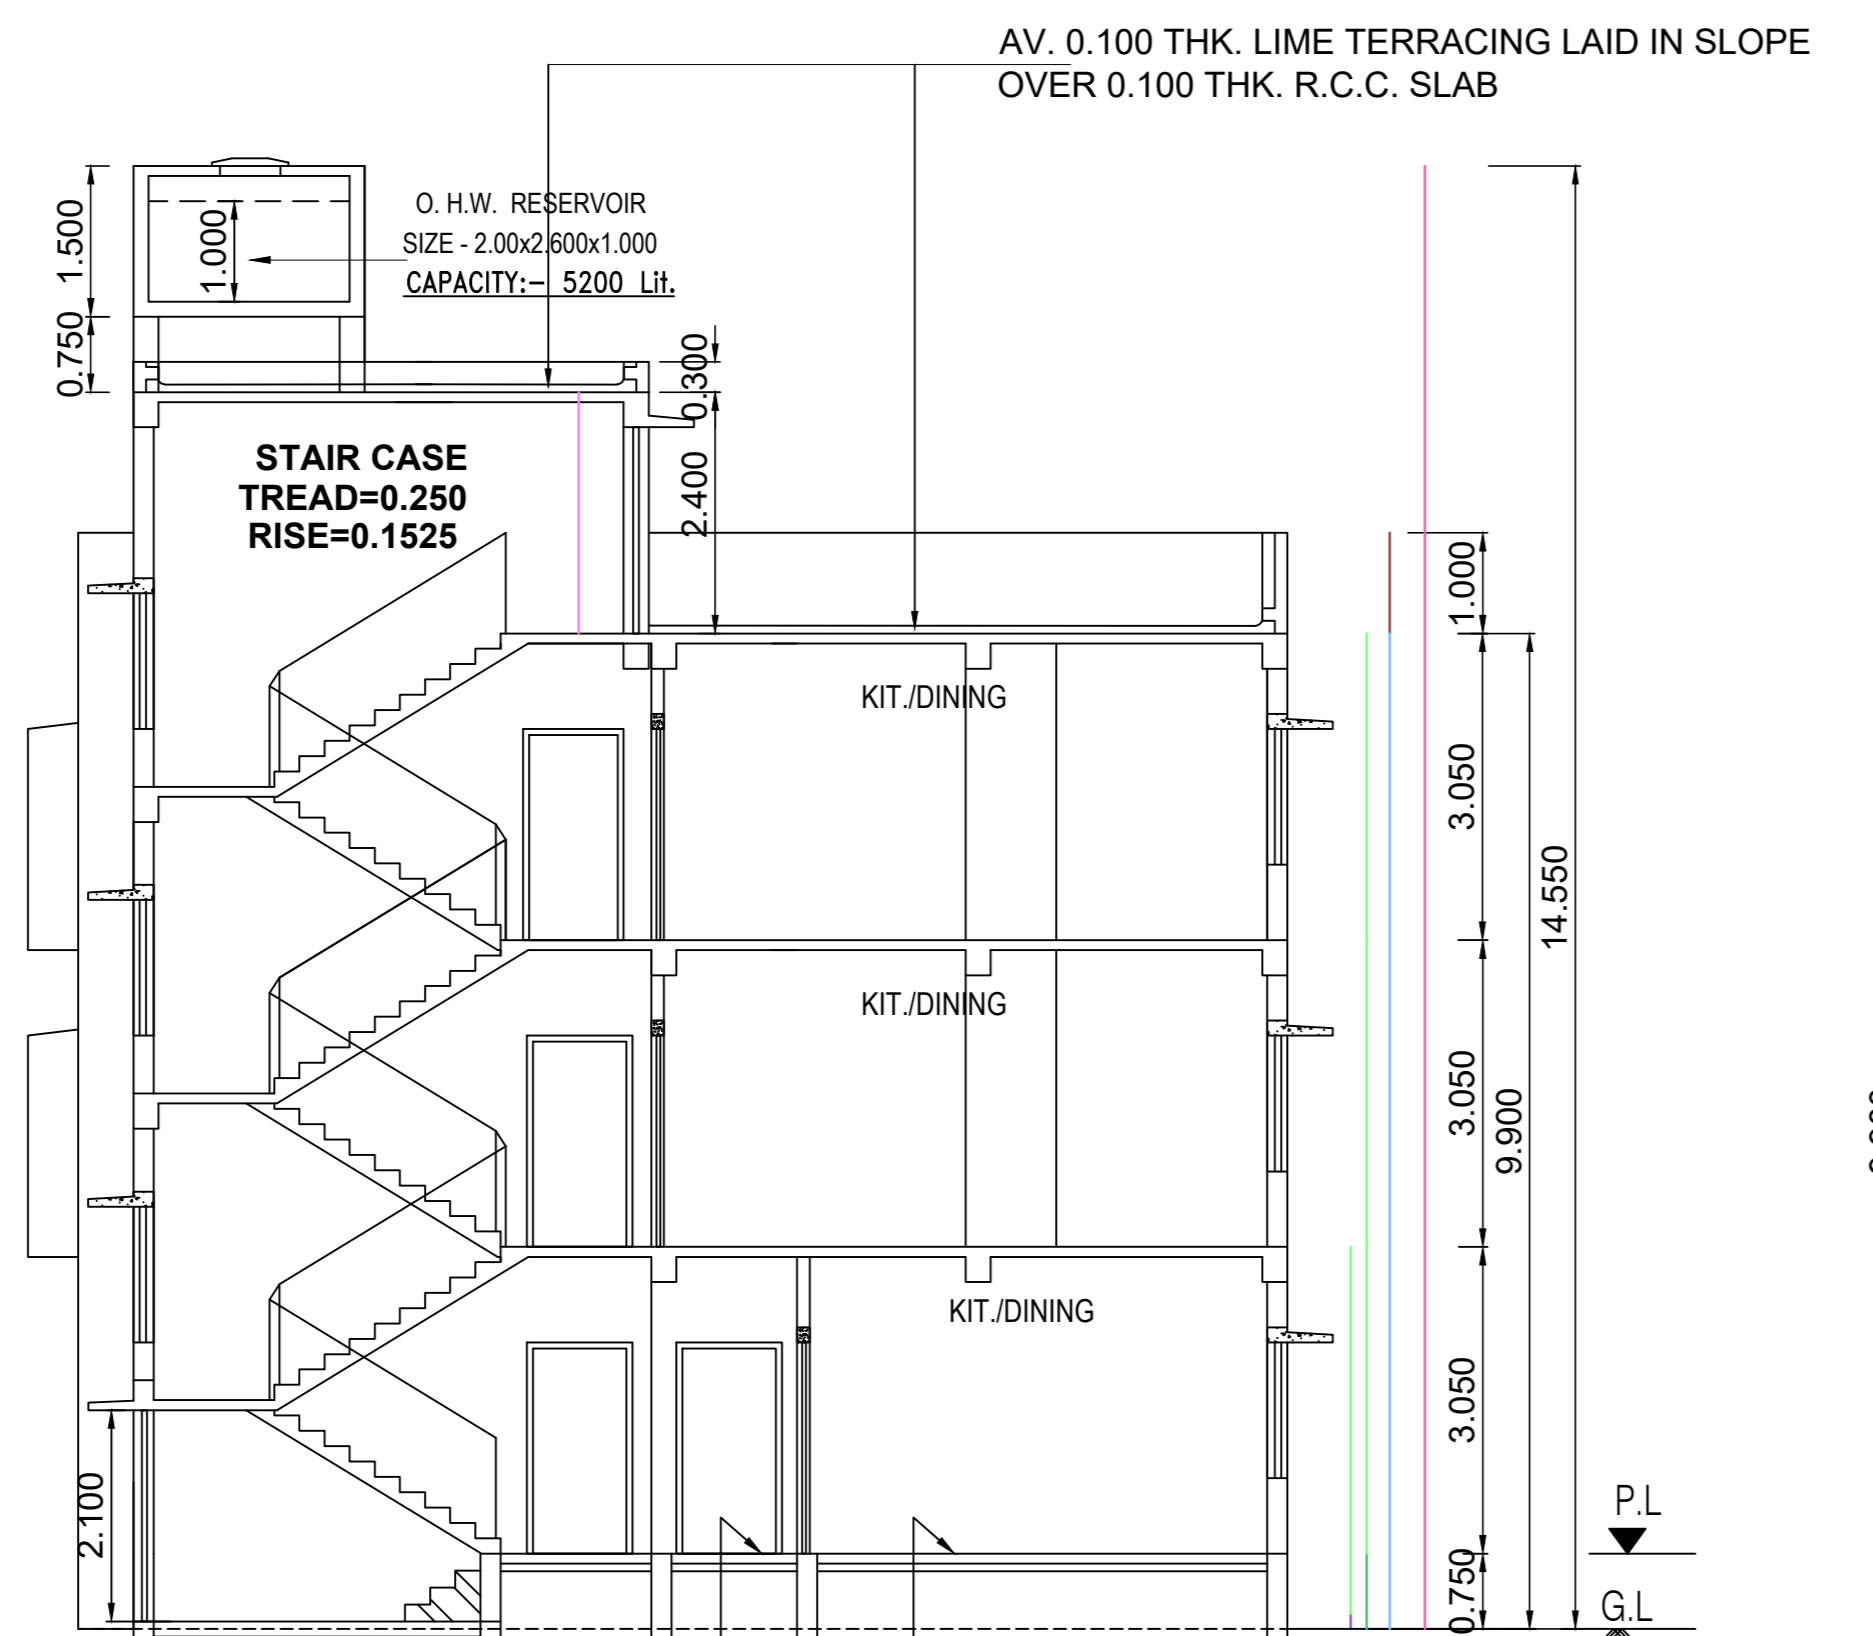 AV. 0.100 THK. LIME TERRACING LAID IN SLOPE
OVER 0.100 THK. R.C.C. SLAB
O. H.W. RESERVOIR
SIZE - 2.00x2.600x1.000
CAPACITY:- 5200 Lit.
1.500
1.000
0.750
0.300
2.400
STAIR CASE
TREAD=0.250
RISE=0.1525
1.000
KIT./DINING
3.050
14.550
KIT./DINING
3.050
9.900
KIT./DINING
3.050
2.100
P.L
0.750
G.L